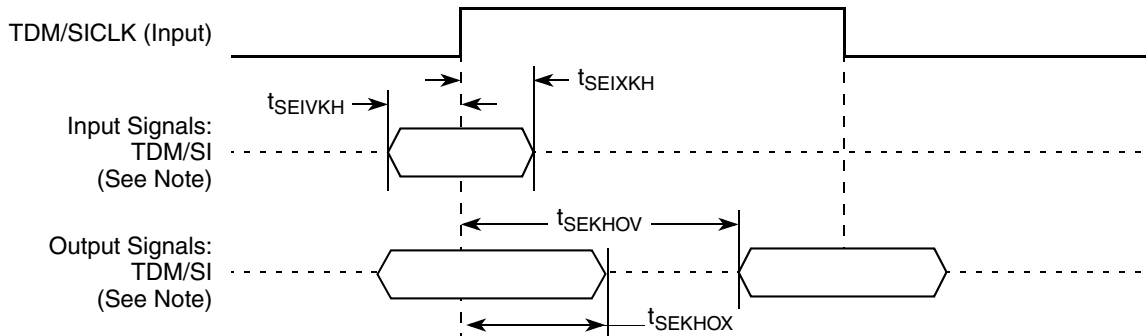 TDM/SICLK (Input)
tSEIXKH
tSEIVKH
Input Signals:
TDM/SI
(See Note)
tSEKHOV
Output Signals:
TDM/SI
(See Note)
tSEKHOX